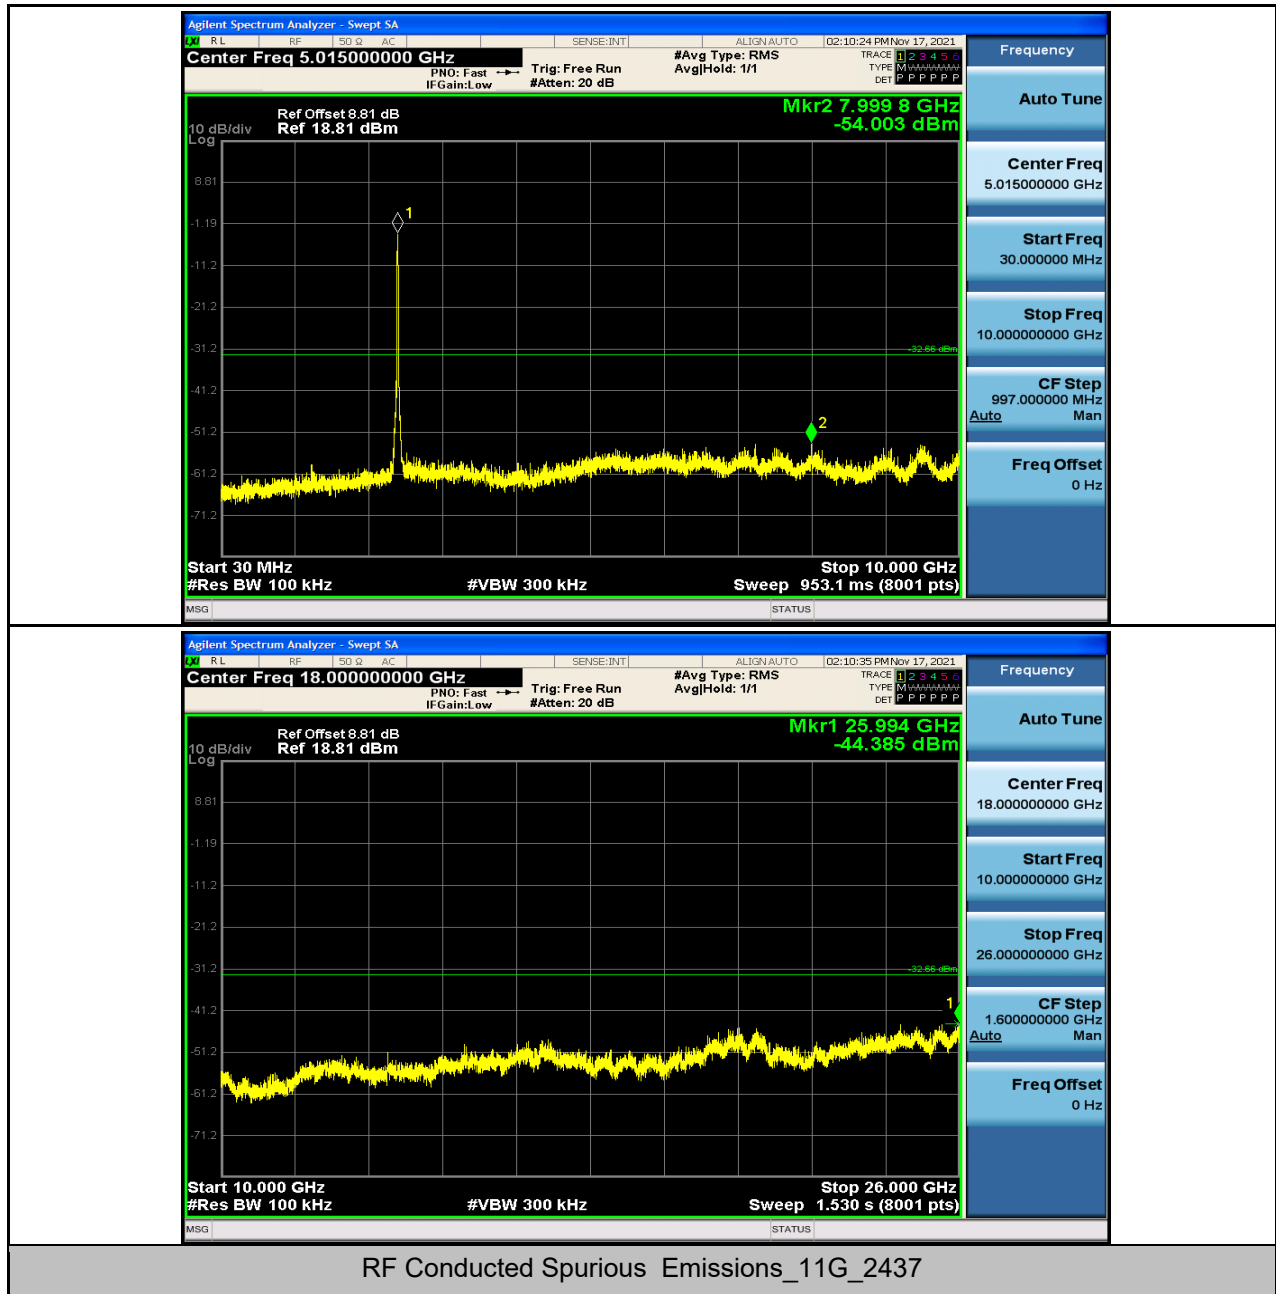 Agilent Spectrum Analyzer - Swept SA
LXI RL RF 50 Ω AC SENSE:INT ALIGN AUTO 02:10:24 PM Nov 17, 2021
Center Freq 5.015000000 GHz #Avg Type: RMS TRACE 1 2 3 4 5 6
PNO: Fast Trig: Free Run Avg|Hold: 1/1 TYPE M
IFGain:Low #Atten: 20 dB DET P P P P P P
Mkr2 7.999 8 GHz
-54.003 dBm
Ref Offset 8.81 dB
10 dB/div Ref 18.81 dBm
Log
8.81
-1.19
-11.2
-21.2
-31.2
-41.2
-51.2
-61.2
-71.2
1
-32.66 dBm
2
Start 30 MHz Stop 10.000 GHz
#Res BW 100 kHz #VBW 300 kHz Sweep 953.1 ms (8001 pts)
MSG STATUS
Frequency
Auto Tune
Center Freq
5.015000000 GHz
Start Freq
30.000000 MHz
Stop Freq
10.000000000 GHz
CF Step
997.000000 MHz
Auto Man
Freq Offset
0 Hz
Agilent Spectrum Analyzer - Swept SA
LXI RL RF 50 Ω AC SENSE:INT ALIGN AUTO 02:10:35 PM Nov 17, 2021
Center Freq 18.000000000 GHz #Avg Type: RMS TRACE 1 2 3 4 5 6
PNO: Fast Trig: Free Run Avg|Hold: 1/1 TYPE M
IFGain:Low #Atten: 20 dB DET P P P P P P
Mkr1 25.994 GHz
-44.385 dBm
Ref Offset 8.81 dB
10 dB/div Ref 18.81 dBm
Log
8.81
-1.19
-11.2
-21.2
-31.2
-41.2
-51.2
-61.2
-71.2
-32.66 dBm
1
Start 10.000 GHz Stop 26.000 GHz
#Res BW 100 kHz #VBW 300 kHz Sweep 1.530 s (8001 pts)
MSG STATUS
Frequency
Auto Tune
Center Freq
18.000000000 GHz
Start Freq
10.000000000 GHz
Stop Freq
26.000000000 GHz
CF Step
1.600000000 GHz
Auto Man
Freq Offset
0 Hz
RF Conducted Spurious Emissions_11G_2437